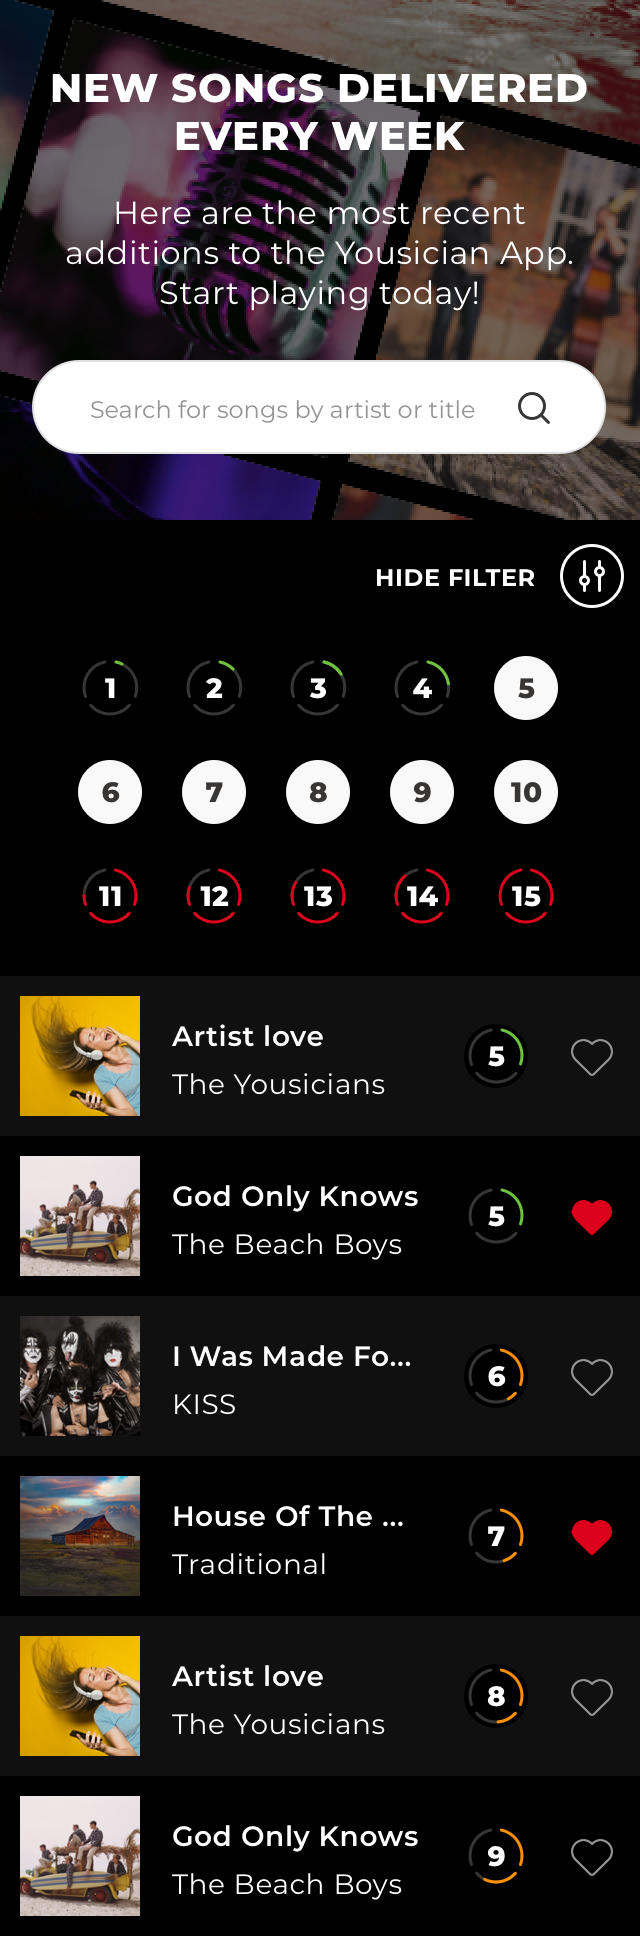 NEW SONGS DELIVERED
EVERY WEEK
Here are the most recent
additions to the Yousician App.
Start playing today!
Search for songs by artist or title
HIDE FILTER
1 2 3 4 5
6 7 8 9 10
11 12 13 14 15
Artist love
The Yousicians
5
God Only Knows
The Beach Boys
5
I Was Made Fo...
KISS
6
House Of The ...
Traditional
7
Artist love
The Yousicians
8
God Only Knows
The Beach Boys
9